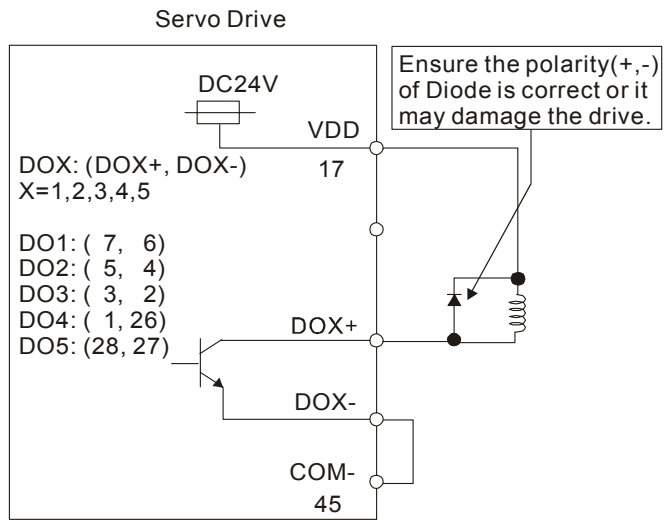 Servo Drive
Ensure the polarity(+,-)
of Diode is correct or it
may damage the drive.
DC24V
VDD
17
DOX: (DOX+, DOX-)
X=1,2,3,4,5
DO1: ( 7, 6)
DO2: ( 5, 4)
DO3: ( 3, 2)
DO4: ( 1, 26)
DO5: (28, 27)
DOX+
DOX-
COM-
45